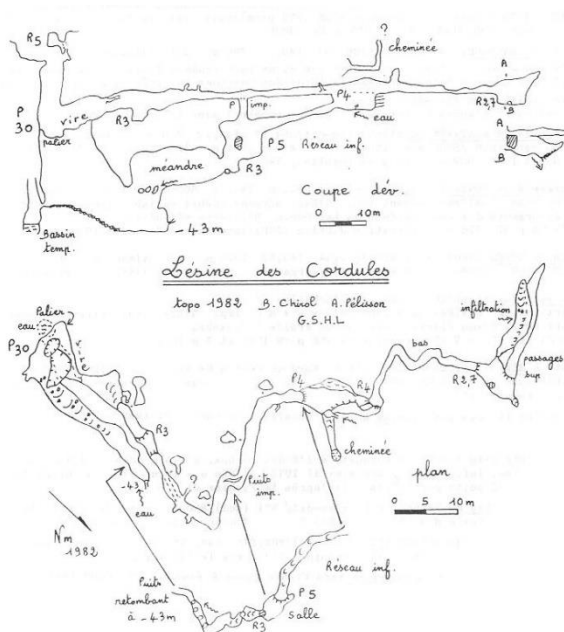 R5
?
cheminée
A
P 30
vire
palier
R3
P
imp.
P4
eau
R2,7
B
A
B
P5
Réseau inf.
R3
méandre
Coupe dév.
0 10m
-43m
Bassin
temp.
Lésine des Cordules
topo 1982 B. Chirol A. Pélisson
G.S.H.L
Palier
eau
P30
vire
R3
-43
eau
?
Puits
imp.
P4
R4
cheminée
bas
infiltration
passages
sup.
R2,7
plan
0 5 10m
Nm
1982
Réseau inf.
Puits
retombant
à -43m
R3
P5
Salle